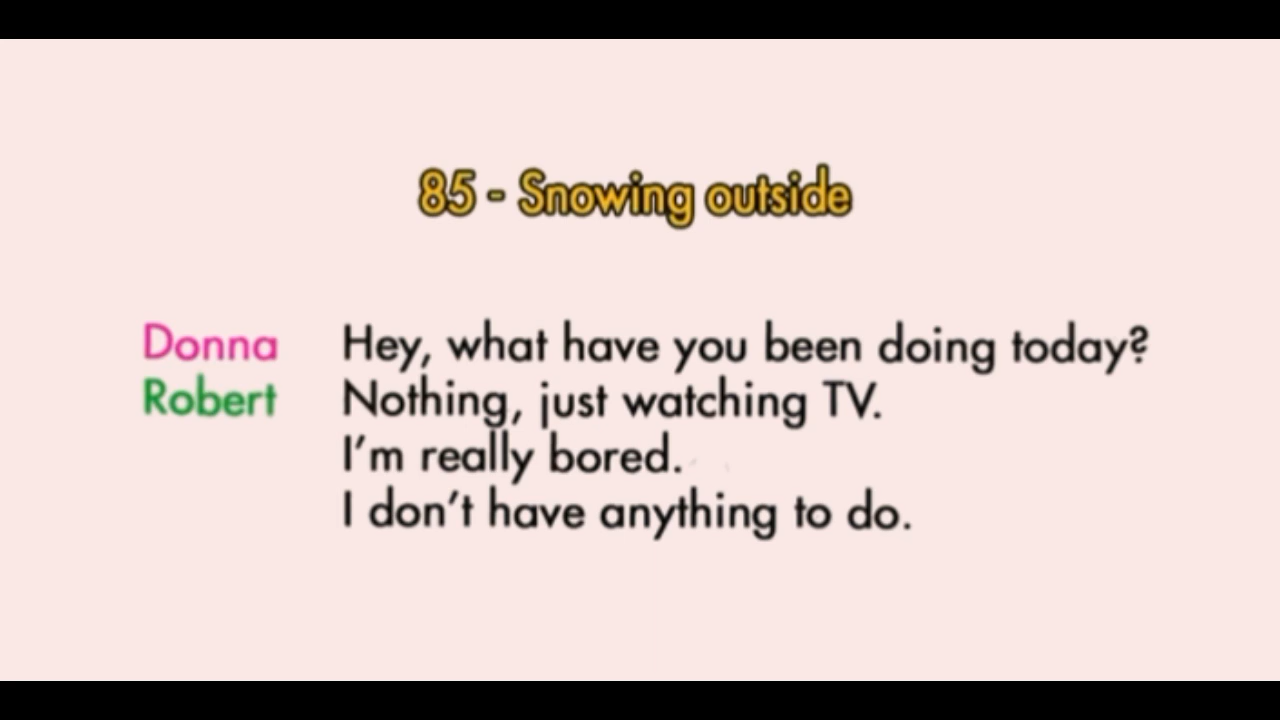 85 - Snowing outside
Donna Hey, what have you been doing today?
Robert Nothing, just watching TV.
I'm really bored.
I don't have anything to do.